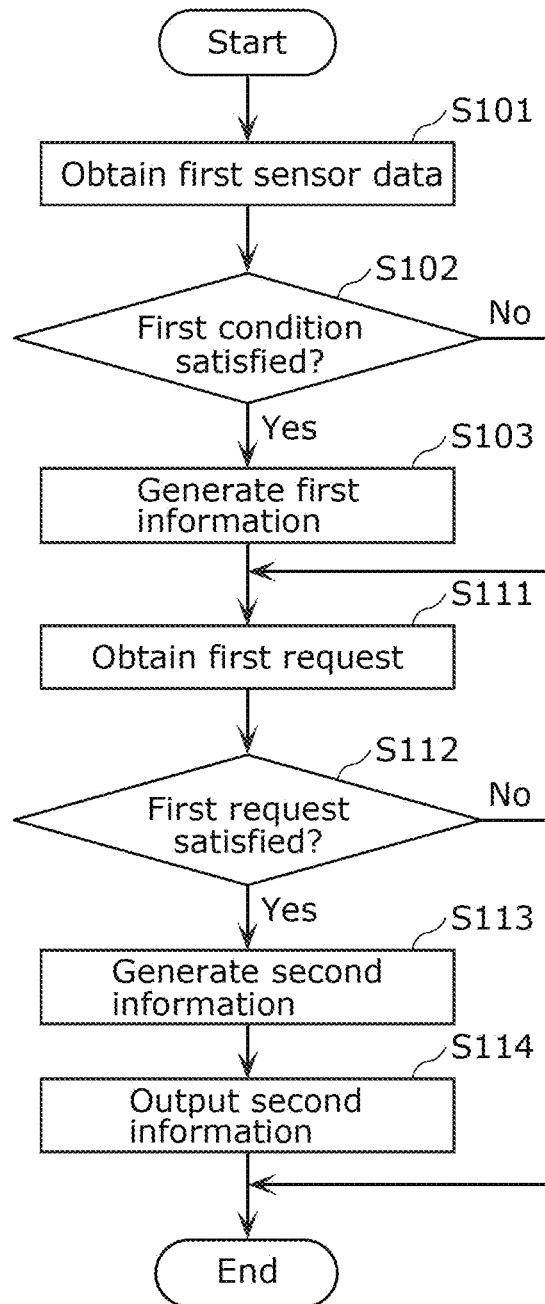 Start
S101
Obtain first sensor data
S102
First condition
satisfied?
No
Yes
S103
Generate first
information
S111
Obtain first request
S112
First request
satisfied?
No
Yes
S113
Generate second
information
S114
Output second
information
End